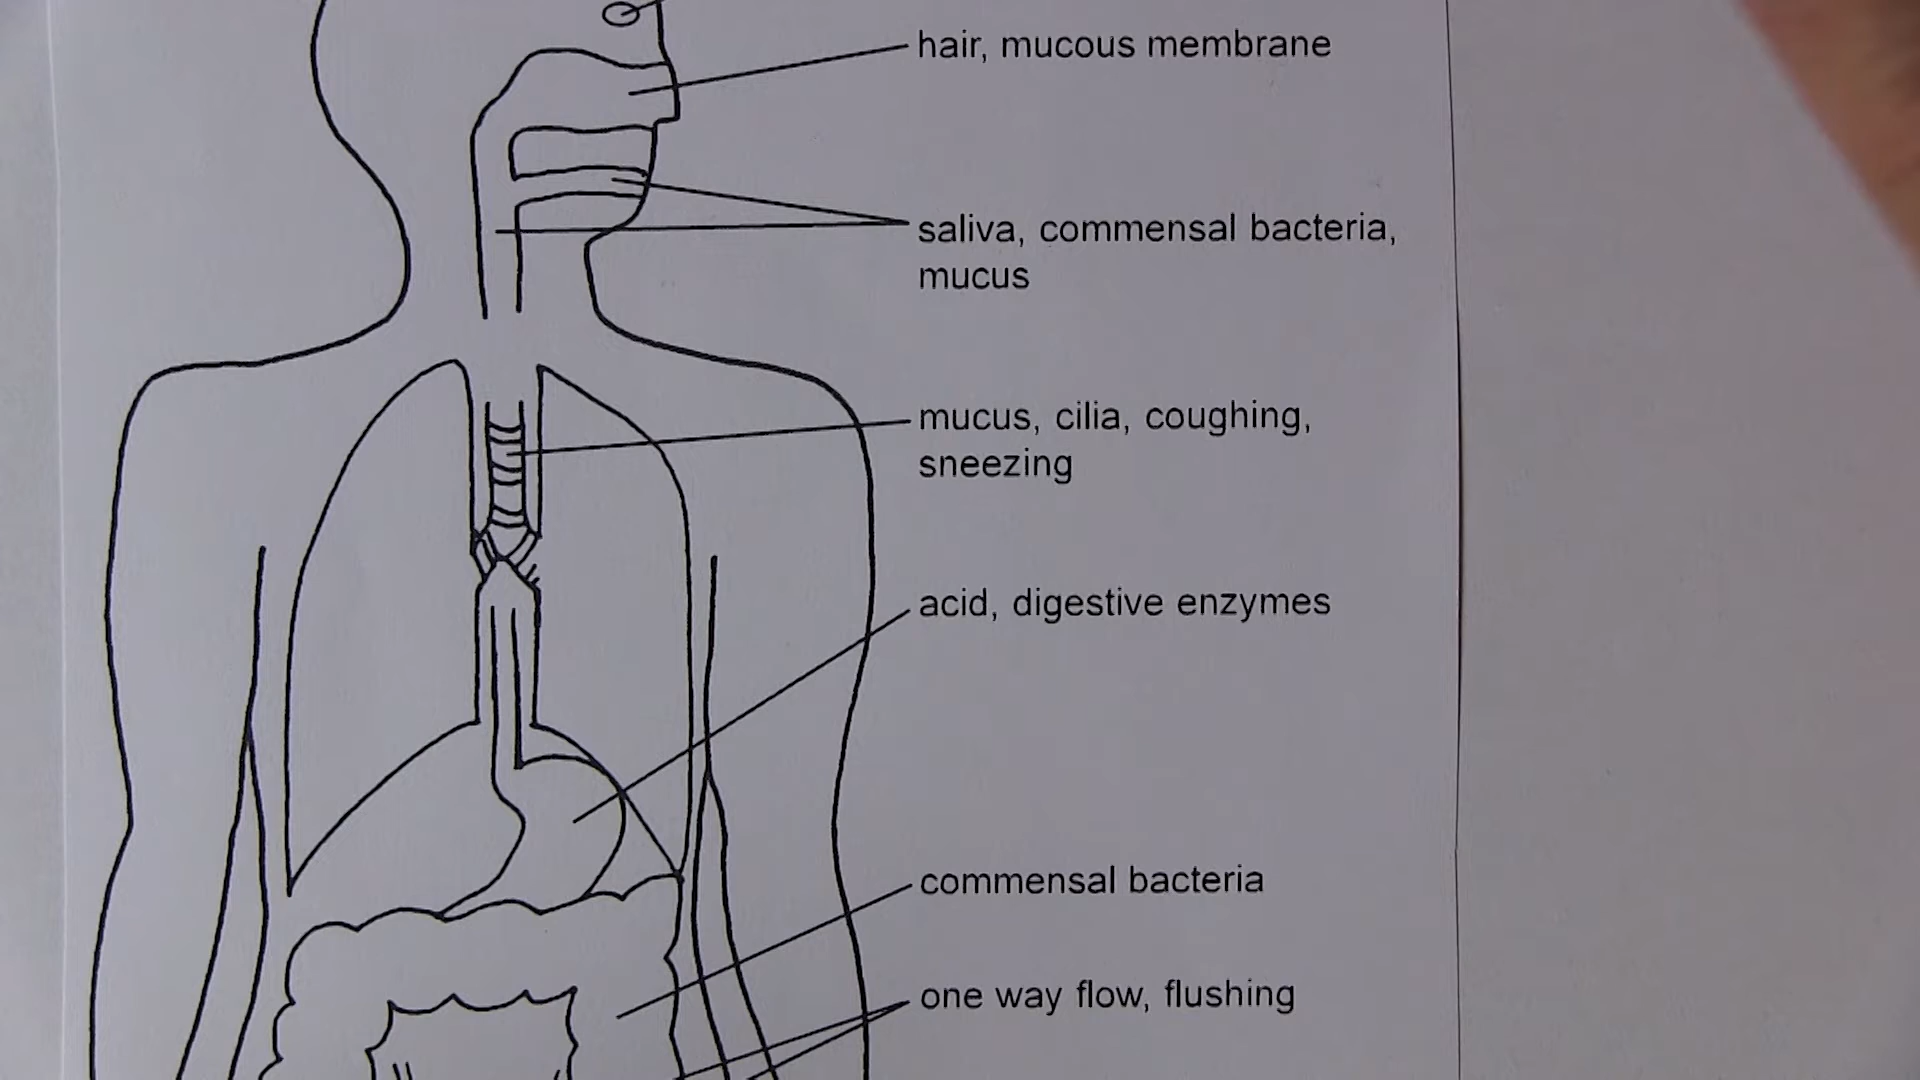 hair, mucous membrane
saliva, commensal bacteria,
mucus
mucus, cilia, coughing,
sneezing
acid, digestive enzymes
commensal bacteria
one way flow, flushing